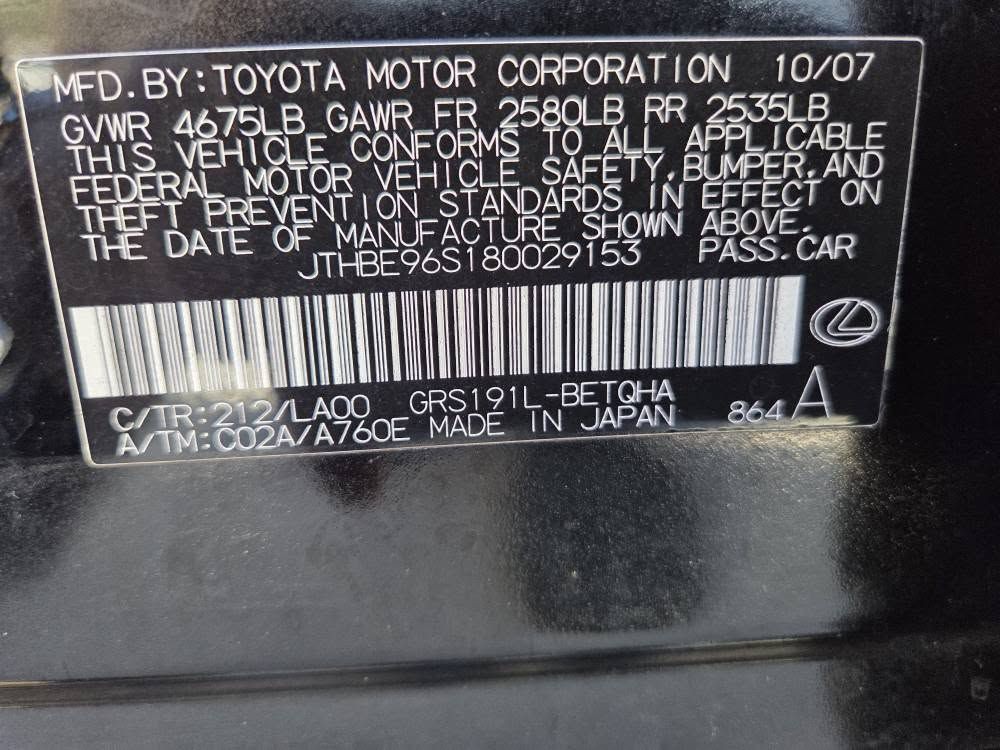 MFD. BY: TOYOTA MOTOR CORPORATION 10/07
GVWR 4675LB GAWR FR 2580LB RR 2535LB
THIS VEHICLE CONFORMS TO ALL APPLICABLE
FEDERAL MOTOR VEHICLE SAFETY, BUMPER, AND
THEFT PREVENTION STANDARDS IN EFFECT ON
THE DATE OF MANUFACTURE SHOWN ABOVE.
JTHBE96S180029153 PASS. CAR
C/TR: 212/LA00 GRS191L-BETQHA
A/TM: C02A/A760E MADE IN JAPAN 864 A